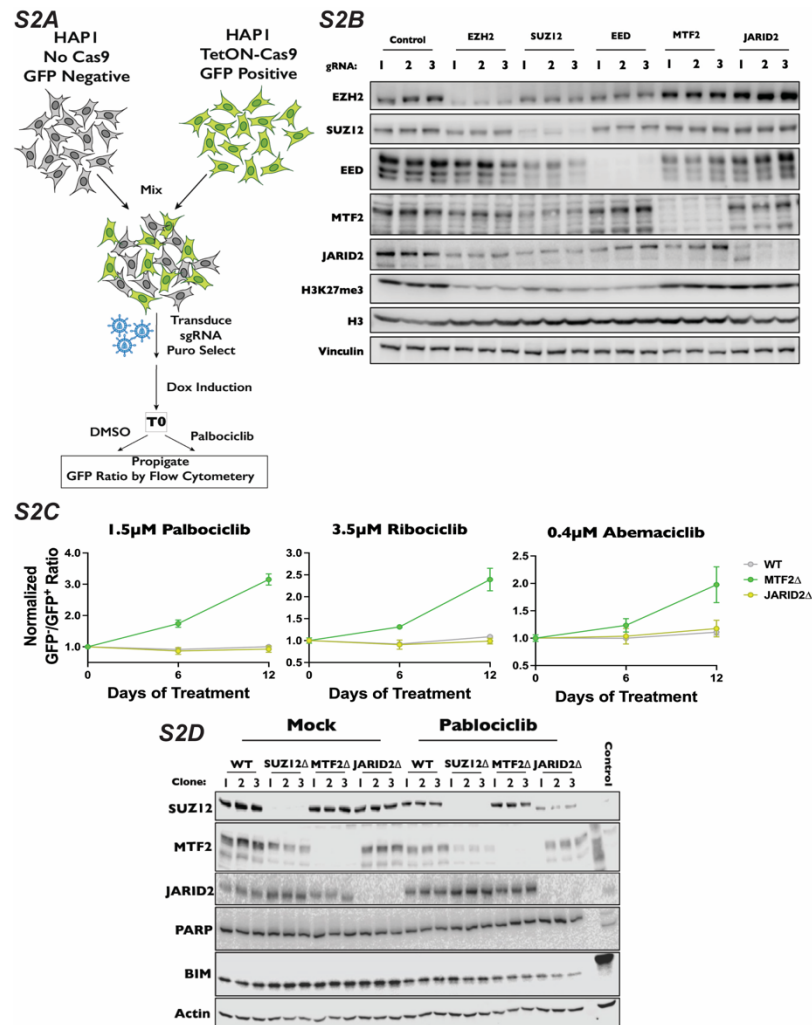 S2A
HAP1
No Cas9
GFP Negative
HAP1
TetON-Cas9
GFP Positive
Mix
Transduce
sgRNA
Puro Select
Dox Induction
T0
DMSO
Palbociclib
Propigate
GFP Ratio by Flow Cytometery
S2B
Control EZH2 SUZ12 EED MTF2 JARID2
gRNA: 1 2 3 1 2 3 1 2 3 1 2 3 1 2 3 1 2 3
EZH2
SUZ12
EED
MTF2
JARID2
H3K27me3
H3
Vinculin
S2C
1.5µM Palbociclib
Normalized
GFP-/GFP+ Ratio
4.0
3.0
2.0
1.0
0 6 12
Days of Treatment
3.5µM Ribociclib
3.0
2.5
2.0
1.5
1.0
0.5
0 6 12
Days of Treatment
0.4µM Abemaciclib
2.5
2.0
1.5
1.0
0.5
0 6 12
Days of Treatment
WT
MTF2Δ
JARID2Δ
S2D
Mock Pablociclib
WT SUZ12Δ MTF2Δ JARID2Δ WT SUZ12Δ MTF2Δ JARID2Δ Control
Clone: 1 2 3 1 2 3 1 2 3 1 2 3 1 2 3 1 2 3 1 2 3 1 2 3
SUZ12
MTF2
JARID2
PARP
BIM
Actin